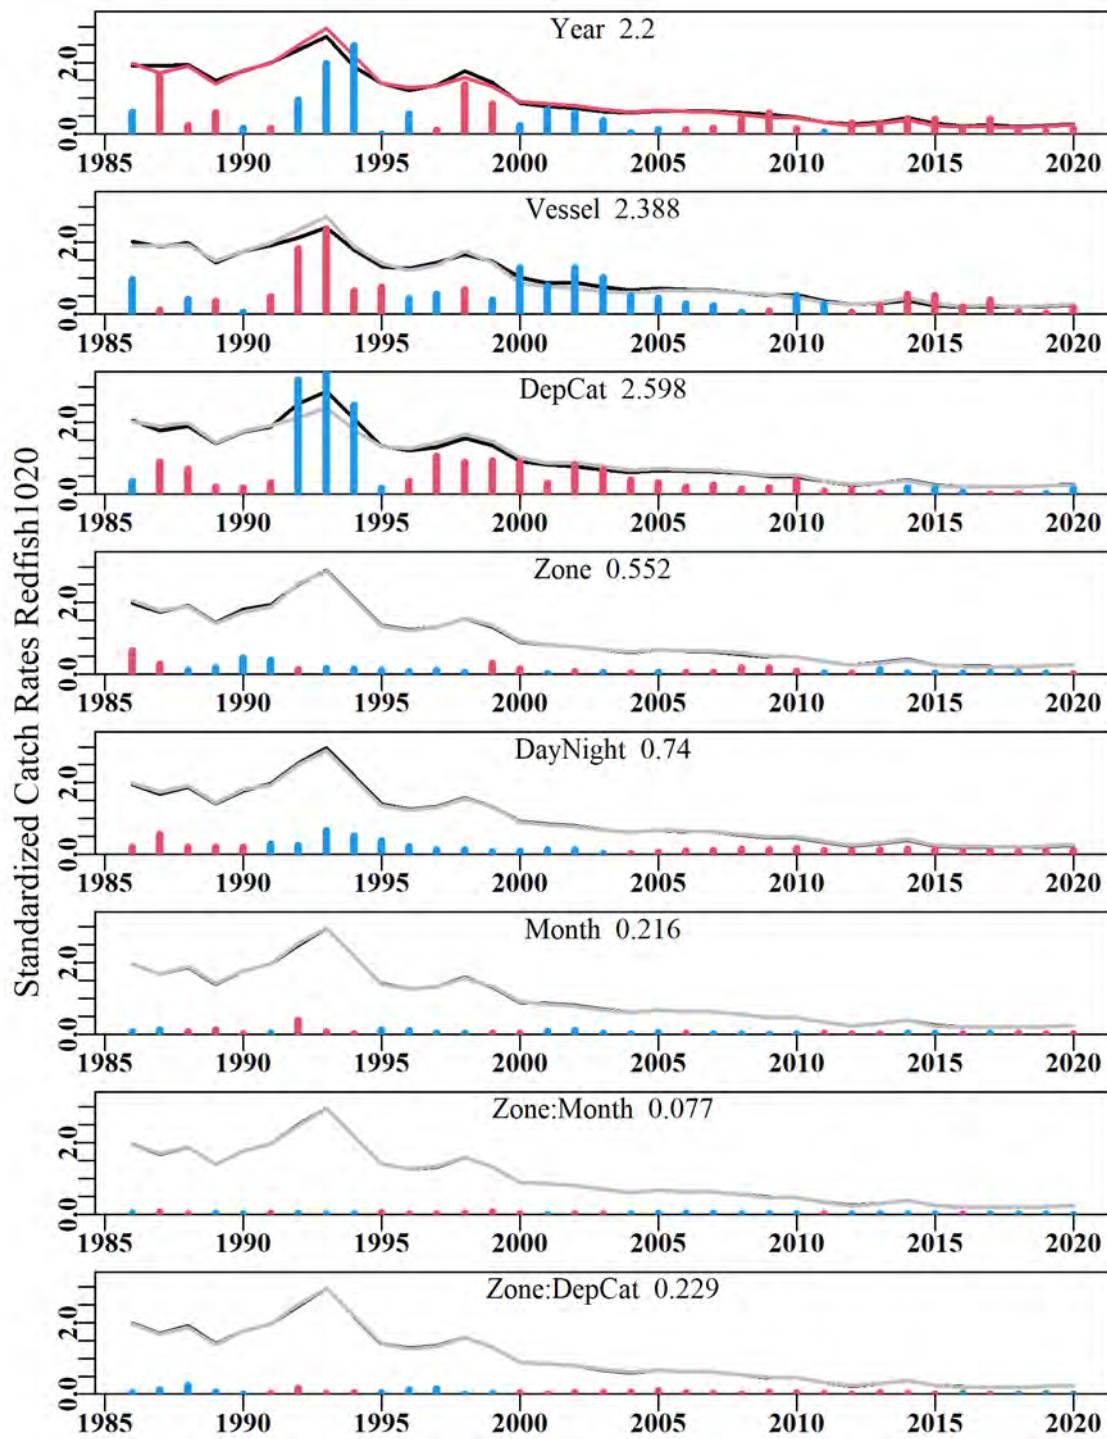 Standardized Catch Rates Redfish1020
Year 2.2
2.0
0.0
1985 1990 1995 2000 2005 2010 2015 2020
Vessel 2.388
2.0
0.0
1985 1990 1995 2000 2005 2010 2015 2020
DepCat 2.598
2.0
0.0
1985 1990 1995 2000 2005 2010 2015 2020
Zone 0.552
2.0
0.0
1985 1990 1995 2000 2005 2010 2015 2020
DayNight 0.74
2.0
0.0
1985 1990 1995 2000 2005 2010 2015 2020
Month 0.216
2.0
0.0
1985 1990 1995 2000 2005 2010 2015 2020
Zone:Month 0.077
2.0
0.0
1985 1990 1995 2000 2005 2010 2015 2020
Zone:DepCat 0.229
2.0
0.0
1985 1990 1995 2000 2005 2010 2015 2020